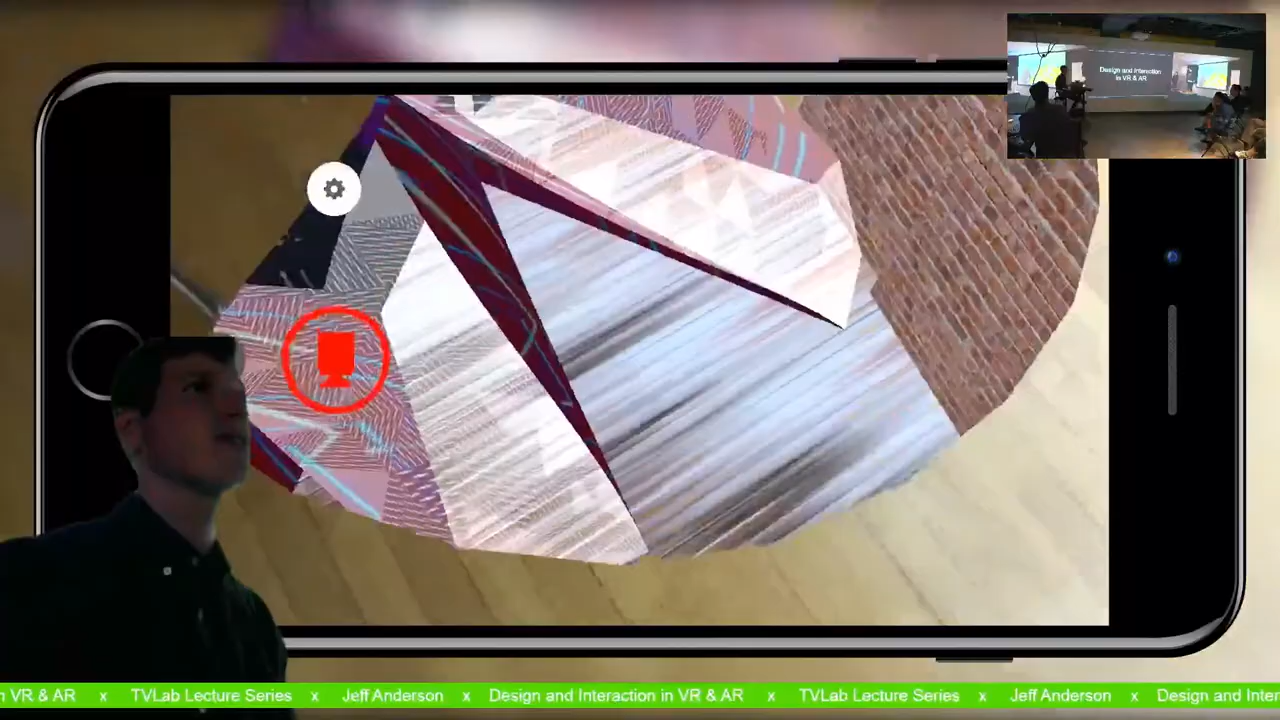 Design and Interaction
in VR & AR
n VR & AR x TVLab Lecture Series x Jeff Anderson x Design and Interaction in VR & AR x TVLab Lecture Series x Jeff Anderson x Design and Inter